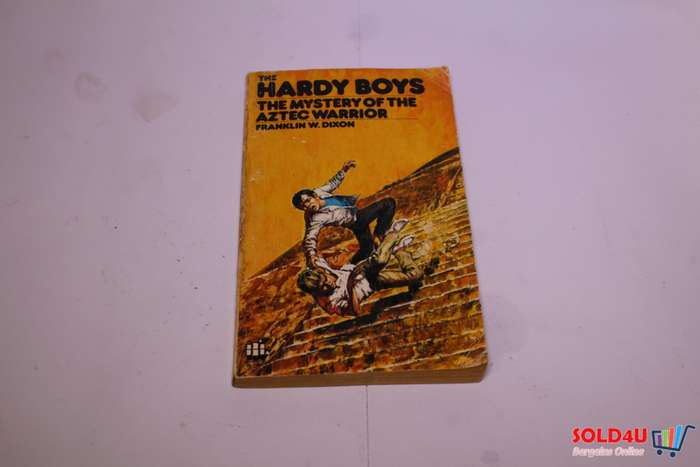 THE
HARDY BOYS
THE MYSTERY OF THE
AZTEC WARRIOR
FRANKLIN W. DIXON
SOLD4U
Bargains Online